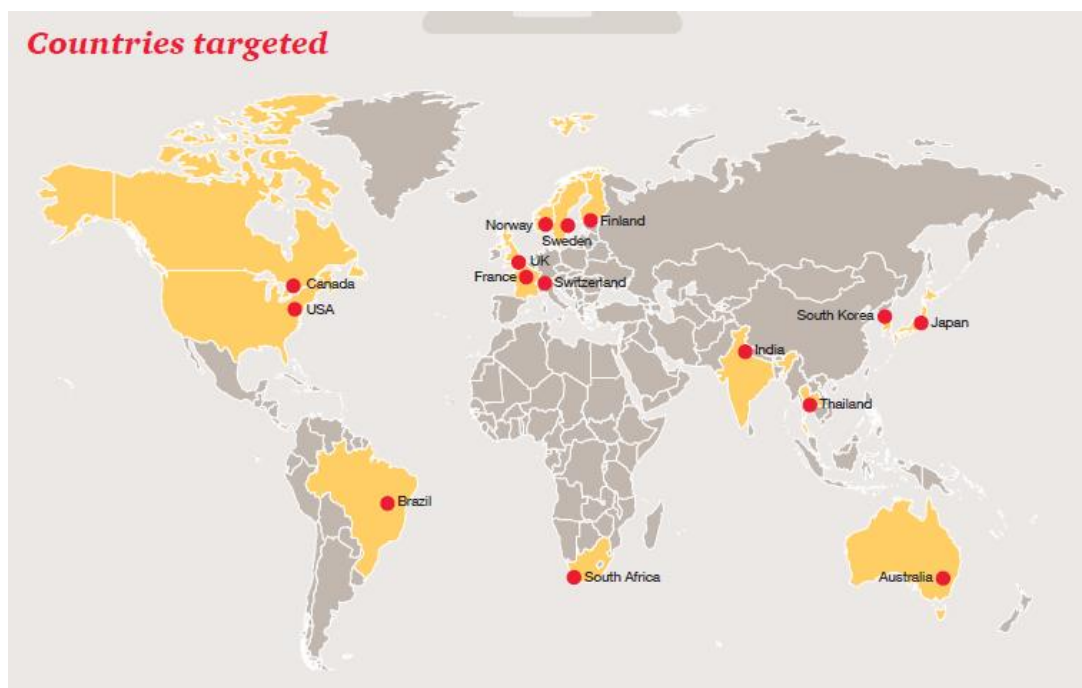 Countries targeted
Norway
Finland
Sweden
UK
France
Switzerland
Canada
USA
South Korea
Japan
India
Thailand
Brazil
South Africa
Australia